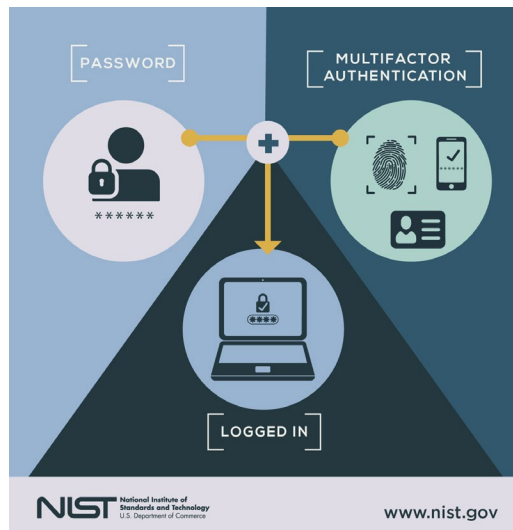 PASSWORD
MULTIFACTOR
AUTHENTICATION
******
****
LOGGED IN
NIST
National Institute of
Standards and Technology
U.S. Department of Commerce
www.nist.gov